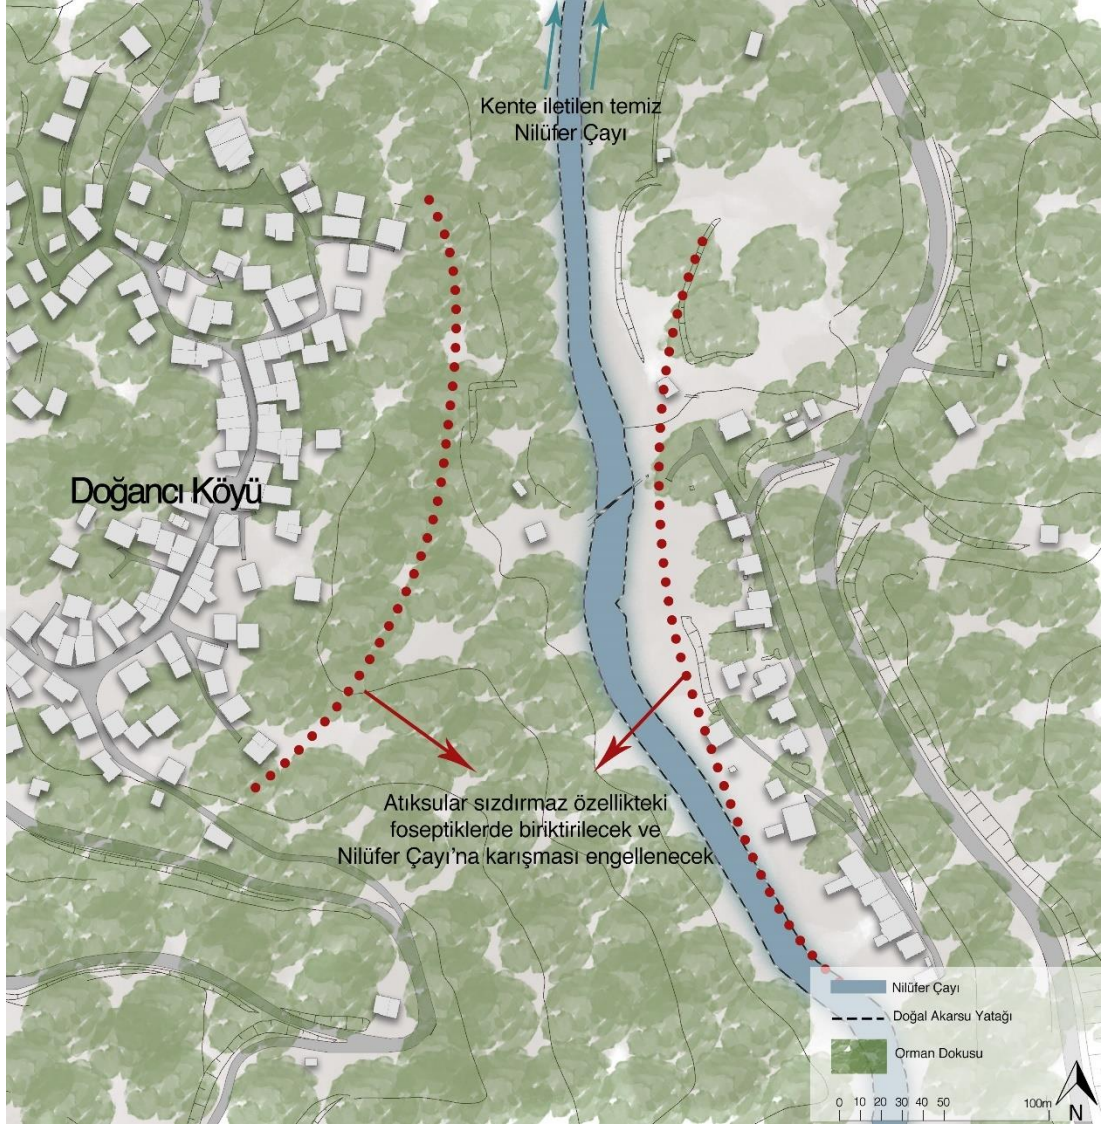 Kente iletilen temiz
Nilüfer Çayı
Doğancı Köyü
Atıksular sızdırmaz özellikteki
foseptiklerde biriktirilecek ve
Nilüfer Çayı'na karışması engellenecek
Nilüfer Çayı
Doğal Akarsu Yatağı
Orman Dokusu
0 10 20 30 40 50 100m
N